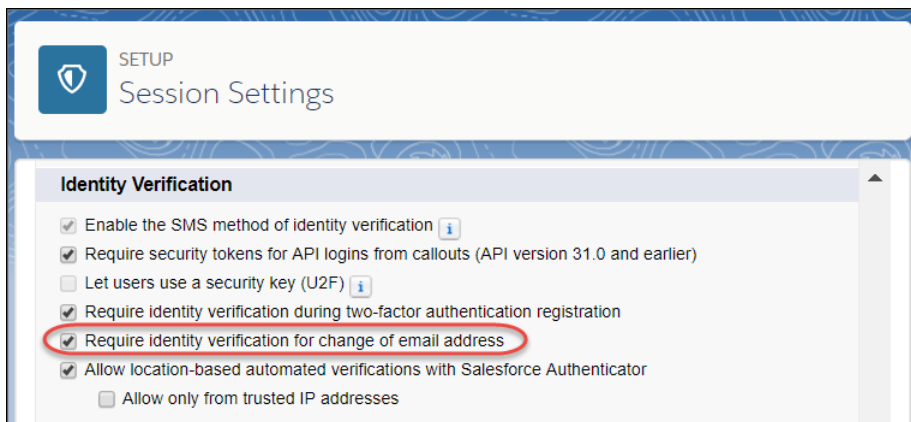 SETUP
Session Settings
Identity Verification
Enable the SMS method of identity verification i
Require security tokens for API logins from callouts (API version 31.0 and earlier)
Let users use a security key (U2F) i
Require identity verification during two-factor authentication registration
Require identity verification for change of email address
Allow location-based automated verifications with Salesforce Authenticator
Allow only from trusted IP addresses